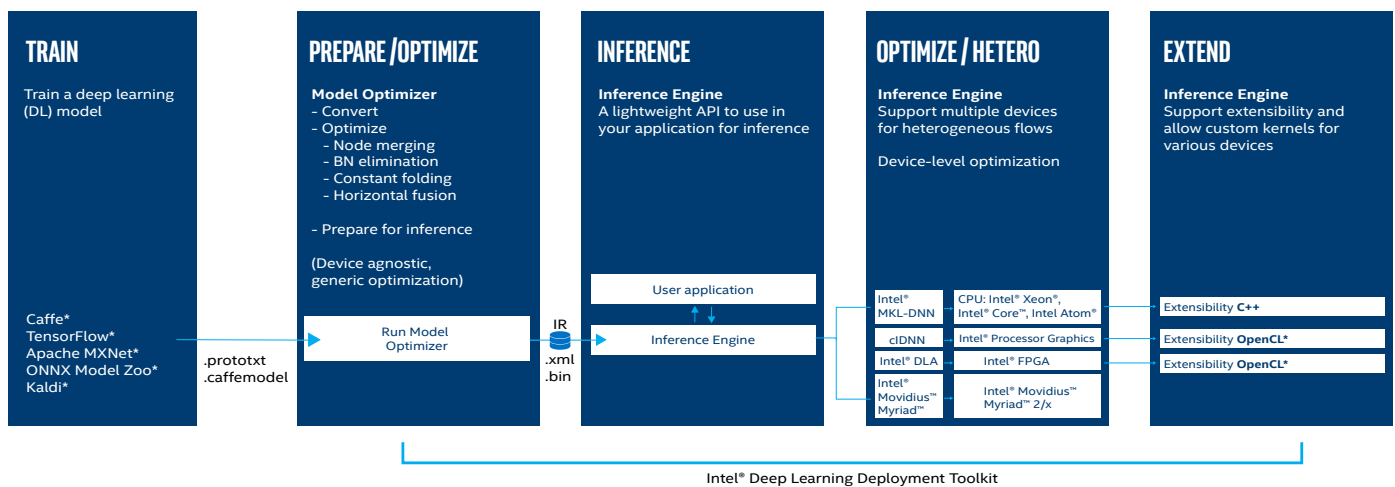 TRAIN
Train a deep learning
(DL) model
Caffe*
TensorFlow*
Apache MXNet*
ONNX Model Zoo*
Kaldi*
.prototxt
.caffemodel
PREPARE/OPTIMIZE
Model Optimizer
- Convert
- Optimize
- Node merging
- BN elimination
- Constant folding
- Horizontal fusion
- Prepare for inference
(Device agnostic,
generic optimization)
Run Model
Optimizer
IR
.xml
.bin
INFERENCE
Inference Engine
A lightweight API to use in
your application for inference
User application
Inference Engine
OPTIMIZE / HETERO
Inference Engine
Support multiple devices
for heterogeneous flows
Device-level optimization
Intel®
MKL-DNN
CPU: Intel® Xeon®,
Intel® Core™, Intel Atom®
clDNN
Intel® Processor Graphics
Intel® DLA
Intel® FPGA
Intel®
Movidius™
Myriad™
Intel® Movidius™
Myriad™ 2/x
EXTEND
Inference Engine
Support extensibility and
allow custom kernels for
various devices
Extensibility C++
Extensibility OpenCL*
Extensibility OpenCL*
Intel® Deep Learning Deployment Toolkit